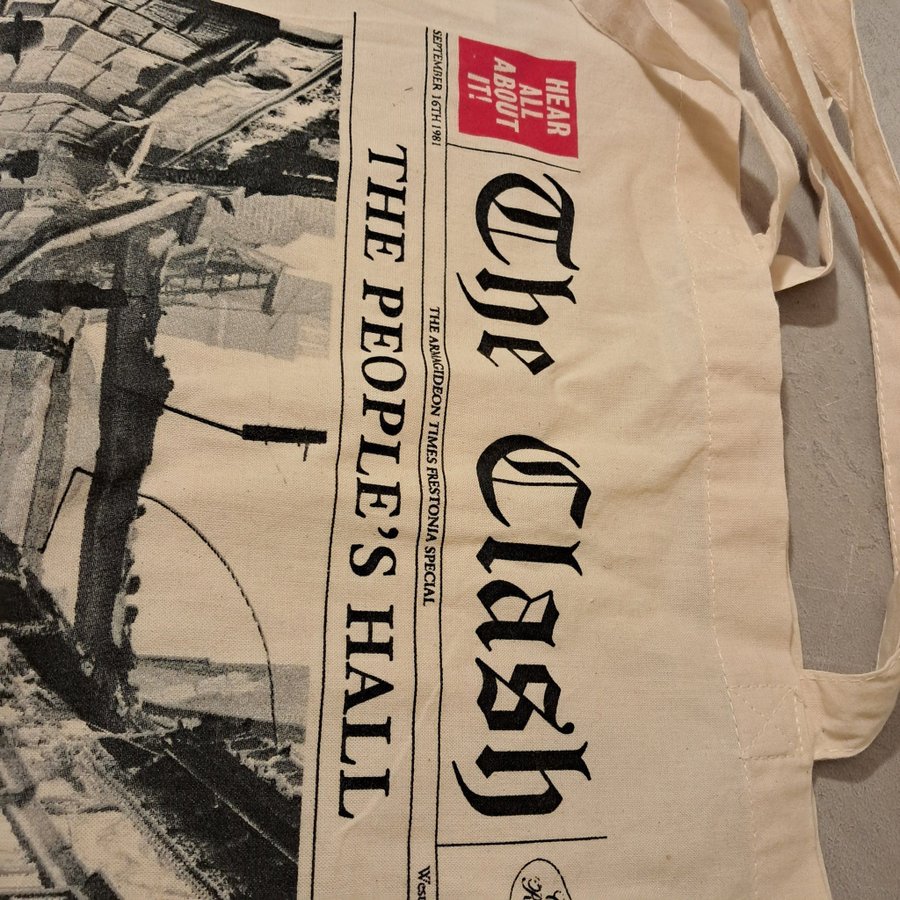 HEAR
ALL
ABOUT
IT!
The Clash
SEPTEMBER 16TH 1981
THE ARMAGIDEON TIMES FRESTONIA SPECIAL
THE PEOPLE'S HALL